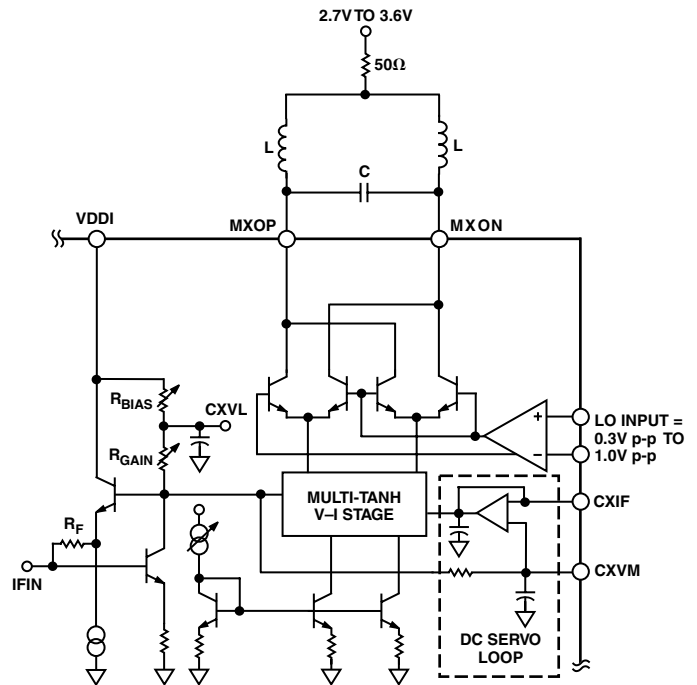 2.7V TO 3.6V
50Ω
L
L
C
VDDI
MXOP
MXON
RBIAS
CXVL
RGAIN
+
LO INPUT =
0.3V p-p TO
1.0V p-p
–
MULTI-TANH
V–I STAGE
CXIF
RF
IFIN
CXVM
DC SERVO
LOOP